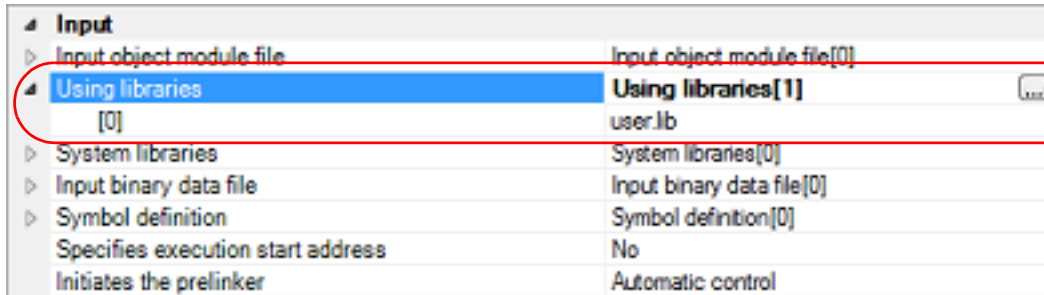 Input
Input object module file Input object module file[0]
Using libraries Using libraries[1] ...
[0] user.lib
System libraries System libraries[0]
Input binary data file Input binary data file[0]
Symbol definition Symbol definition[0]
Specifies execution start address No
Initiates the prelinker Automatic control